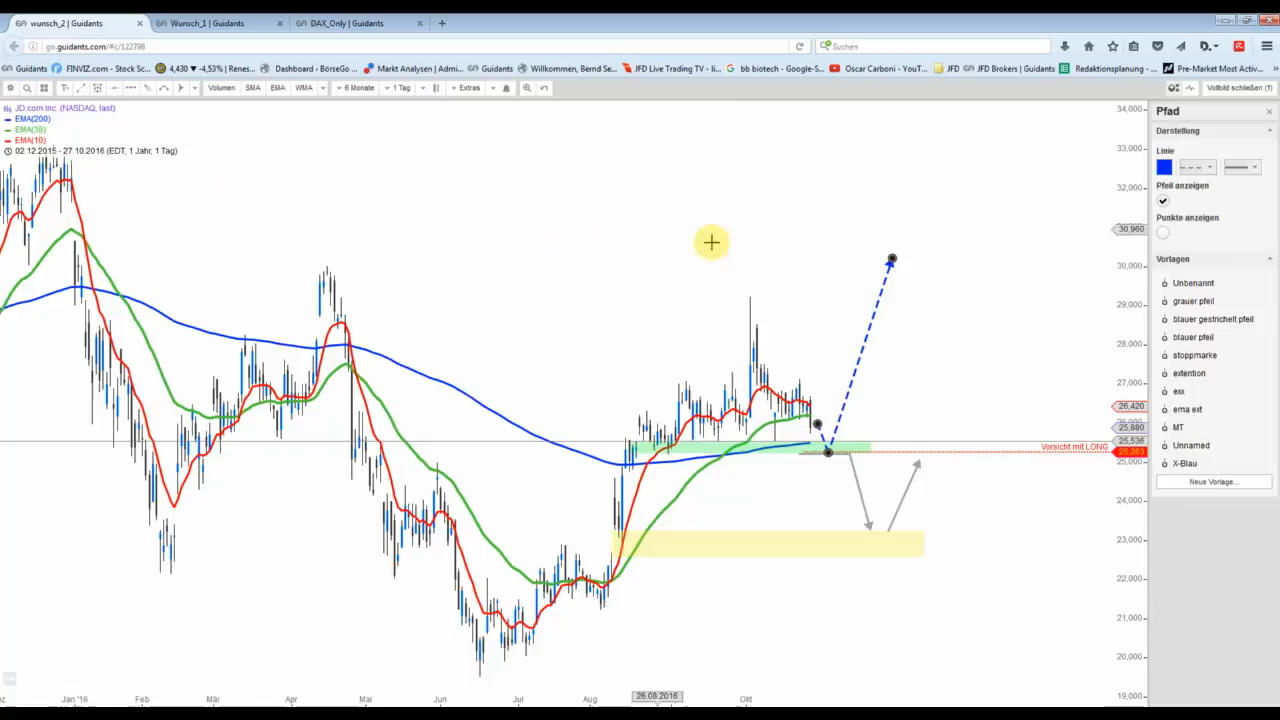 wunsch_2 | Guidants
Wunsch_1 | Guidants
DAX_Only | Guidants
go.guidants.com/#c/122798
Suchen
Guidants
FINVIZ.com - Stock Sc...
4,430 ▼ -4,53% | Renes...
Dashboard ‹ BörseGo ...
Markt Analysen | Admi...
Guidants
Willkommen, Bernd Se...
JFD Live Trading TV - li...
bb biotech - Google-S...
Oscar Carboni - YouT...
JFD
JFD Brokers | Guidants
Redaktionsplanung - ...
Pre-Market Most Activ...
Volumen
SMA
EMA
WMA
6 Monate
1 Tag
Extras
Vollbild schließen (f)
JD.com Inc. (NASDAQ, last)
EMA(200)
EMA(38)
EMA(10)
02.12.2015 - 27.10.2016 (EDT, 1 Jahr, 1 Tag)
34,000
33,000
32,000
30,960
30,000
29,000
28,000
27,000
26,420
25,880
25,536
Vorsicht mit LONG
25,263
25,000
24,000
23,000
22,000
21,000
20,000
19,000
Jan '16
Feb
Mär
Apr
Mai
Jun
Jul
Aug
26.08.2016
Okt
Pfad
Darstellung
Linie
Pfeil anzeigen
Punkte anzeigen
Vorlagen
Unbenannt
grauer pfeil
blauer gestrichelt pfeil
blauer pfeil
stoppmarke
extention
exx
ema ext
MT
Unnamed
X-Blau
Neue Vorlage...